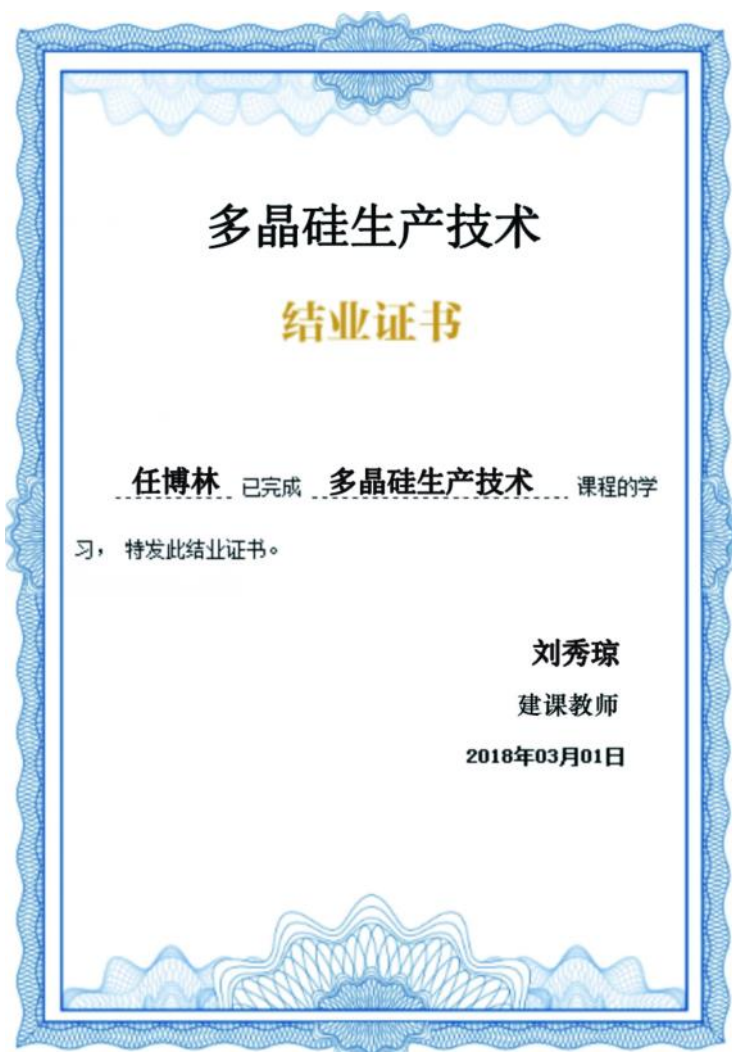 多晶硅生产技术
结业证书
任博林 已完成 多晶硅生产技术 课程的学
习， 特发此结业证书。
刘秀琼
建课教师
2018年03月01日